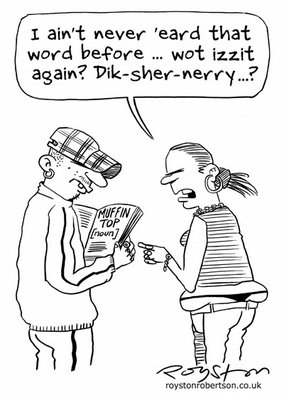 I ain't never 'eard that
word before ... wot izzit
again? Dik-sher-nerry...?
MUFFIN
TOP
[noun]
ROYSTON
roystonrobertson.co.uk